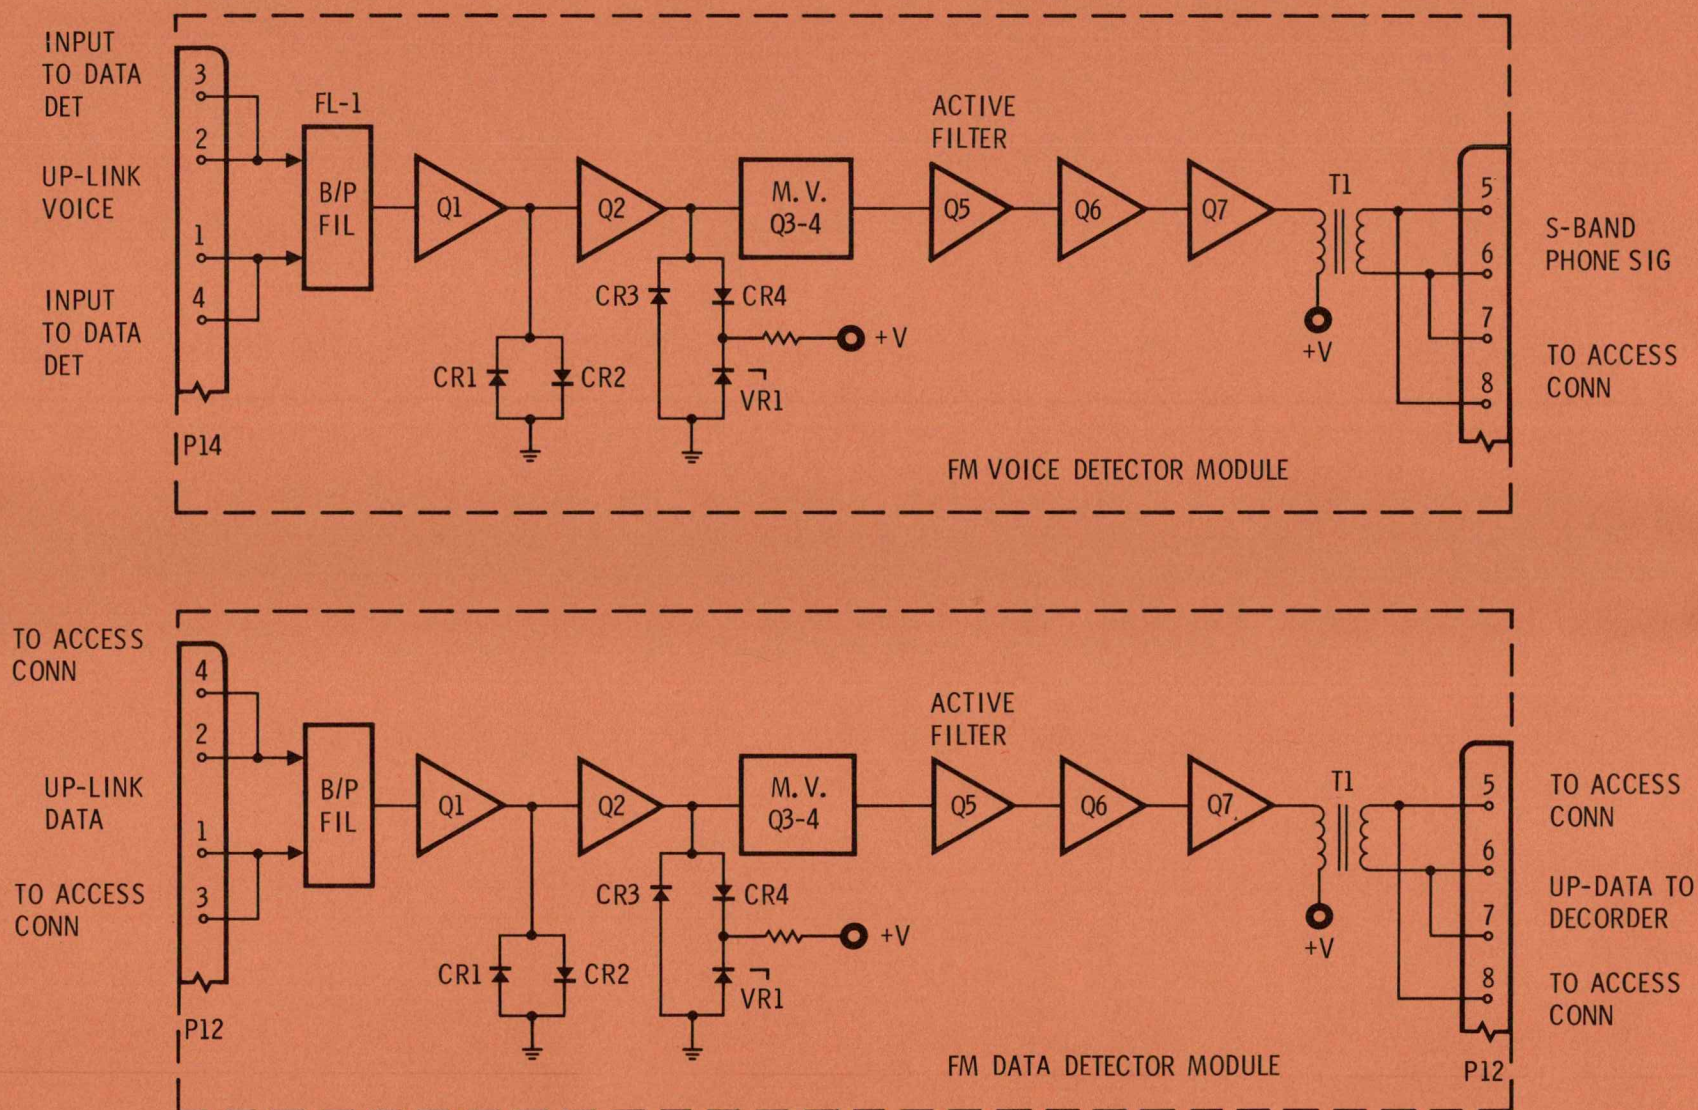 INPUT
TO DATA
DET
3
2
UP-LINK
VOICE
1
4
INPUT
TO DATA
DET
P14
FL-1
B/P
FIL
Q1
CR1
CR2
Q2
CR3
CR4
+V
VR1
M. V.
Q3-4
ACTIVE
FILTER
Q5
Q6
Q7
T1
+V
5
6
7
8
S-BAND
PHONE SIG
TO ACCESS
CONN
FM VOICE DETECTOR MODULE
TO ACCESS
CONN
4
2
UP-LINK
DATA
1
3
TO ACCESS
CONN
P12
B/P
FIL
Q1
CR1
CR2
Q2
CR3
CR4
+V
VR1
M. V.
Q3-4
ACTIVE
FILTER
Q5
Q6
Q7
T1
+V
5
6
7
8
TO ACCESS
CONN
UP-DATA TO
DECORDER
TO ACCESS
CONN
P12
FM DATA DETECTOR MODULE